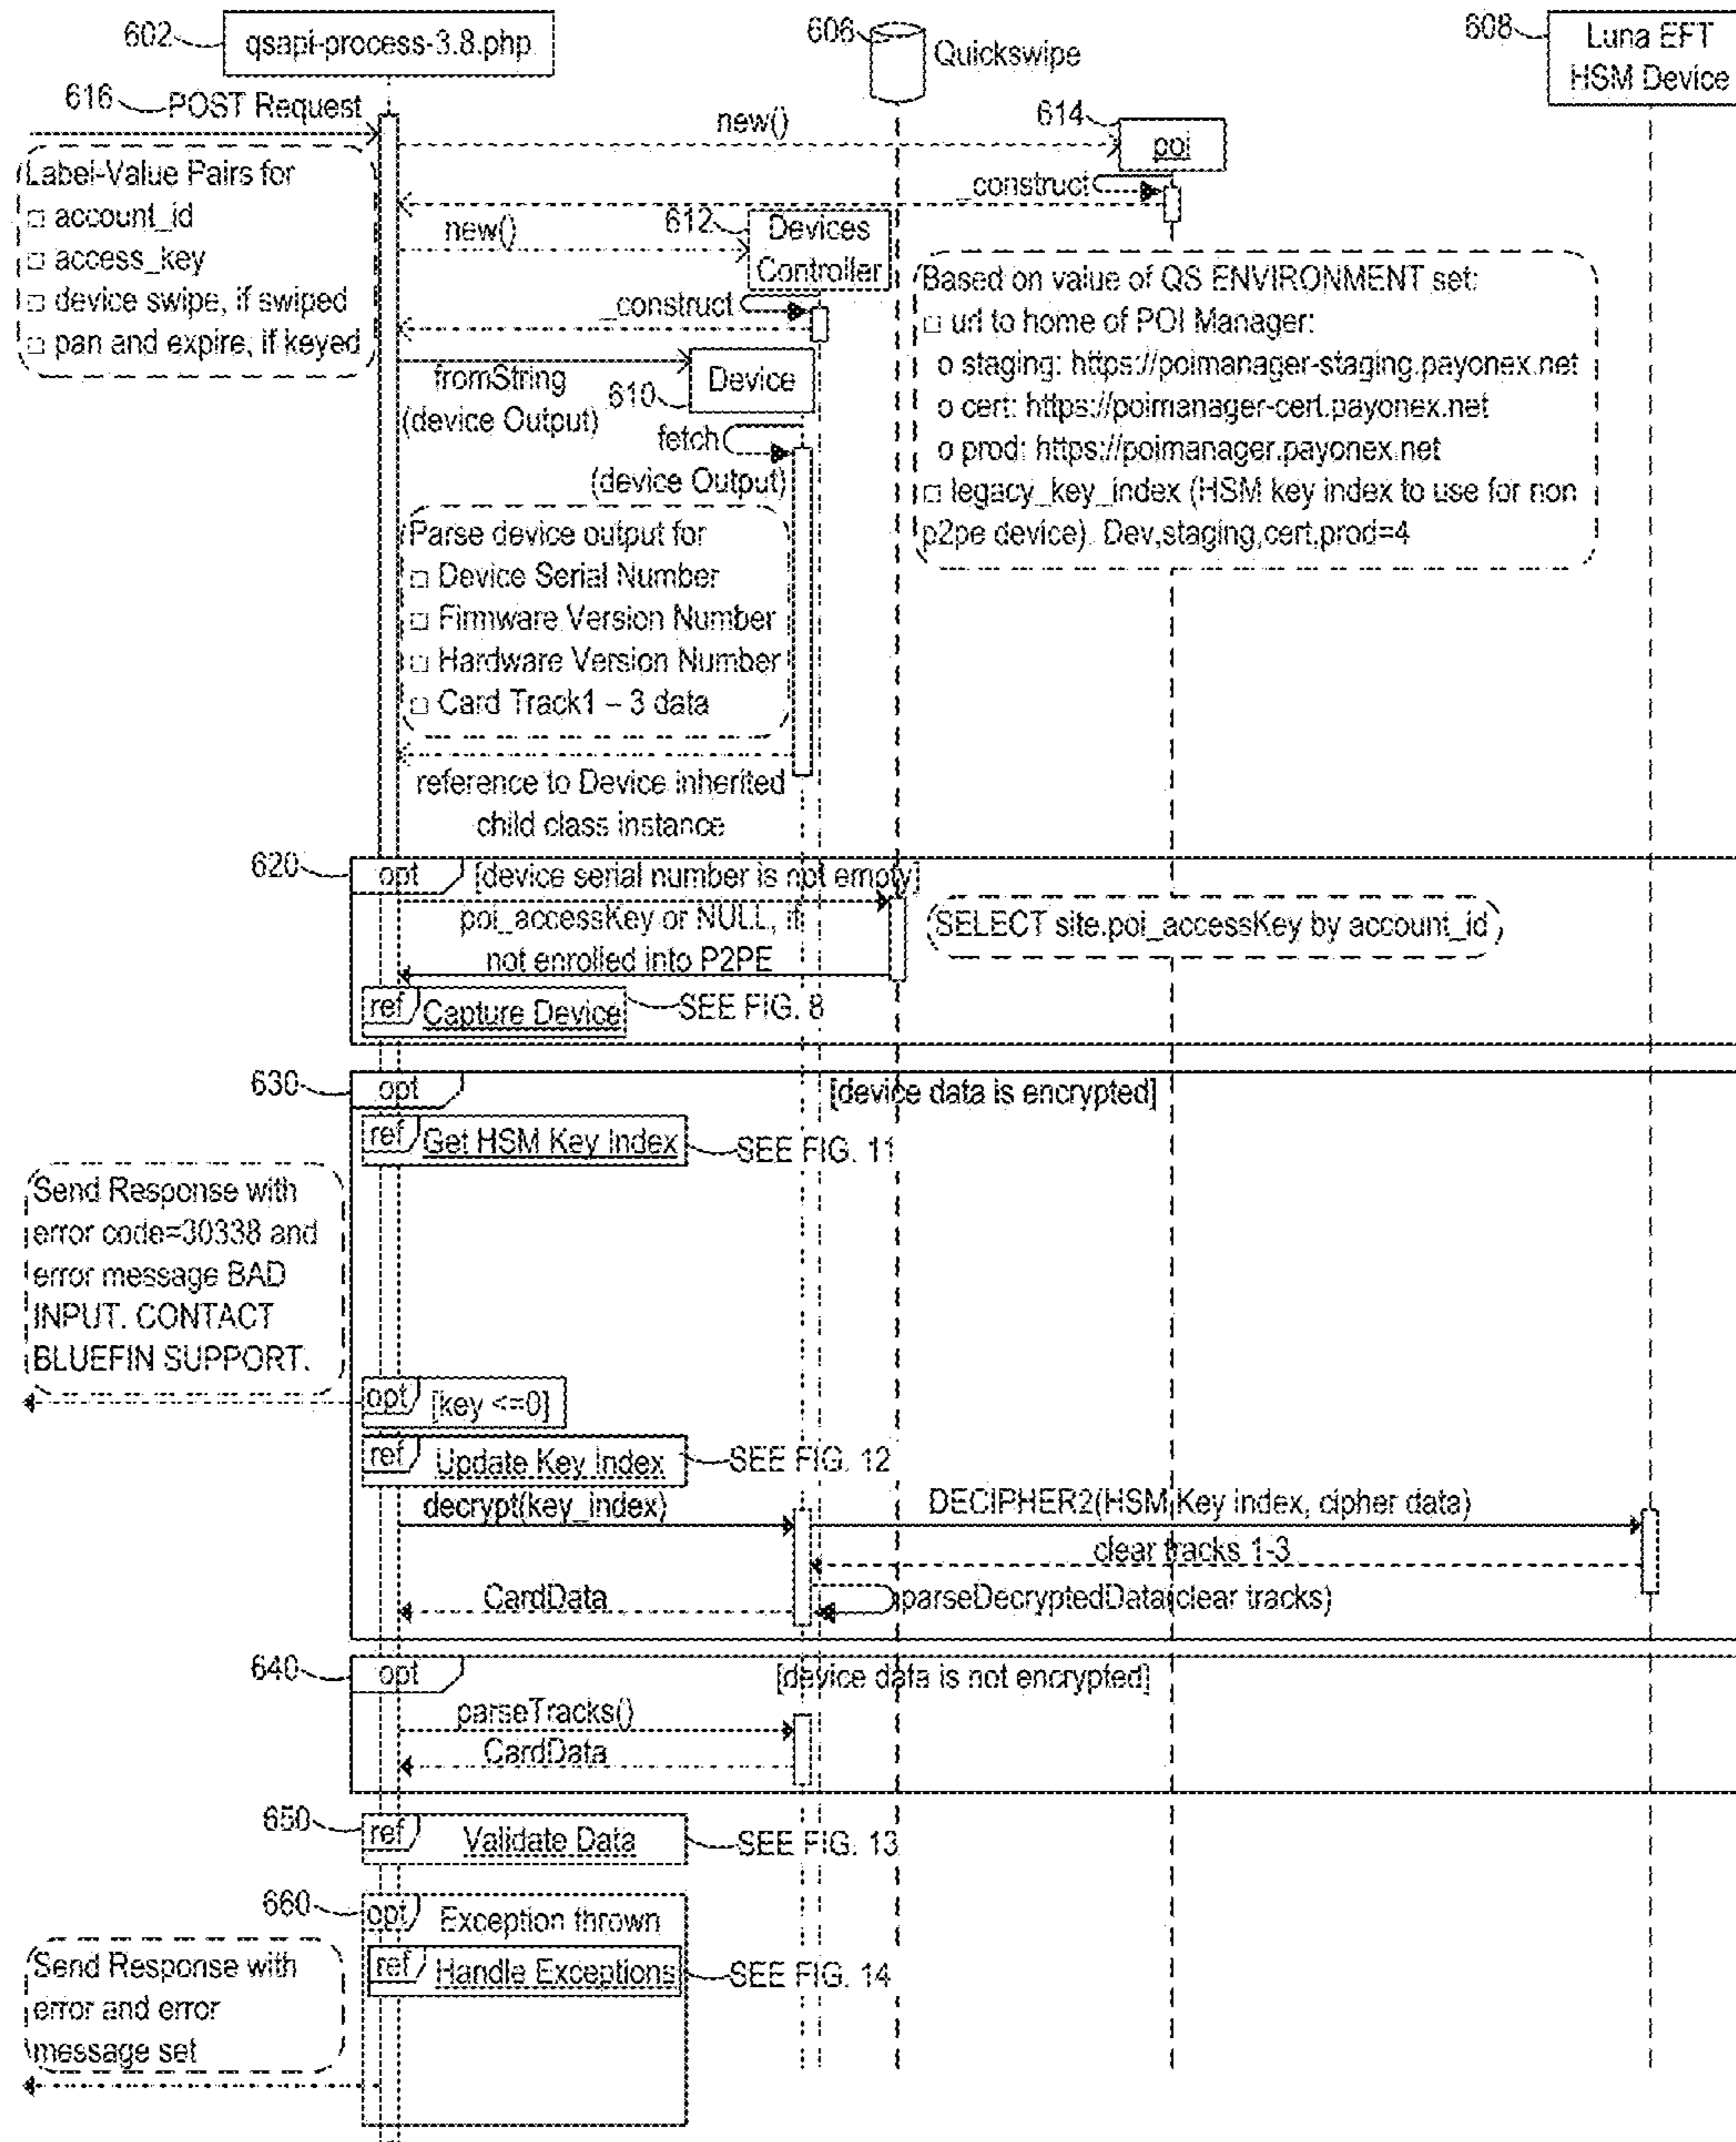 602
qsapi-process-3.8.php
606
Quickswipe
608
Luna EFT
HSM Device
616
POST Request
new()
614
poi
Label-Value Pairs for
□ account_id
□ access_key
□ device swipe, if swiped
□ pan and expire, if keyed
_construct
new()
612
Devices
Controller
_construct
Based on value of QS ENVIRONMENT set:
□ url to home of POI Manager:
o staging: https://poimanager-staging.payonex.net
o cert: https://poimanager-cert.payonex.net
o prod: https://poimanager.payonex.net
□ legacy_key_index (HSM key index to use for non
p2pe device). Dev,staging,cert,prod=4
fromString
(device Output)
610
Device
fetch
(device Output)
Parse device output for
□ Device Serial Number
□ Firmware Version Number
□ Hardware Version Number
□ Card Track1 – 3 data
reference to Device inherited
child class instance
620
opt
[device serial number is not empty]
poi_accessKey or NULL, if
not enrolled into P2PE
SELECT site.poi_accessKey by account_id
ref
Capture Device
SEE FIG. 8
630
opt
[device data is encrypted]
ref
Get HSM Key Index
SEE FIG. 11
Send Response with
error code=30338 and
error message BAD
INPUT. CONTACT
BLUEFIN SUPPORT.
opt
[key <=0]
ref
Update Key Index
SEE FIG. 12
decrypt(key_index)
DECIPHER2(HSM Key index, cipher data)
clear tracks 1-3
CardData
parseDecryptedData(clear tracks)
640
opt
[device data is not encrypted]
parseTracks()
CardData
650
ref
Validate Data
SEE FIG. 13
660
opt
Exception thrown
ref
Handle Exceptions
SEE FIG. 14
Send Response with
error and error
message set